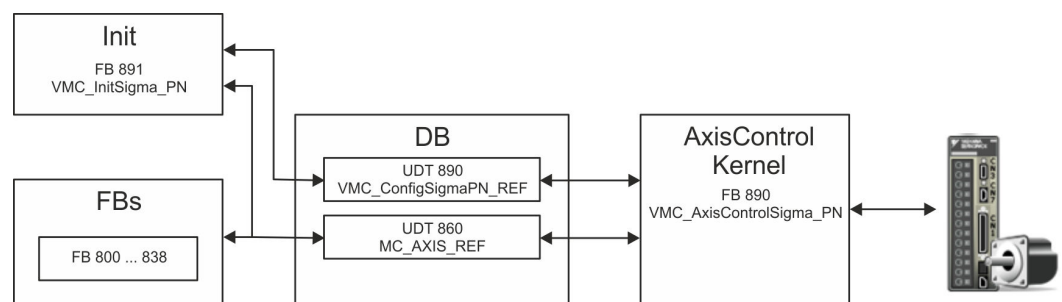 Init
FB 891
VMC_InitSigma_PN
FBs
FB 800 ... 838
DB
UDT 890
VMC_ConfigSigmaPN_REF
UDT 860
MC_AXIS_REF
AxisControl
Kernel
FB 890
VMC_AxisControlSigma_PN